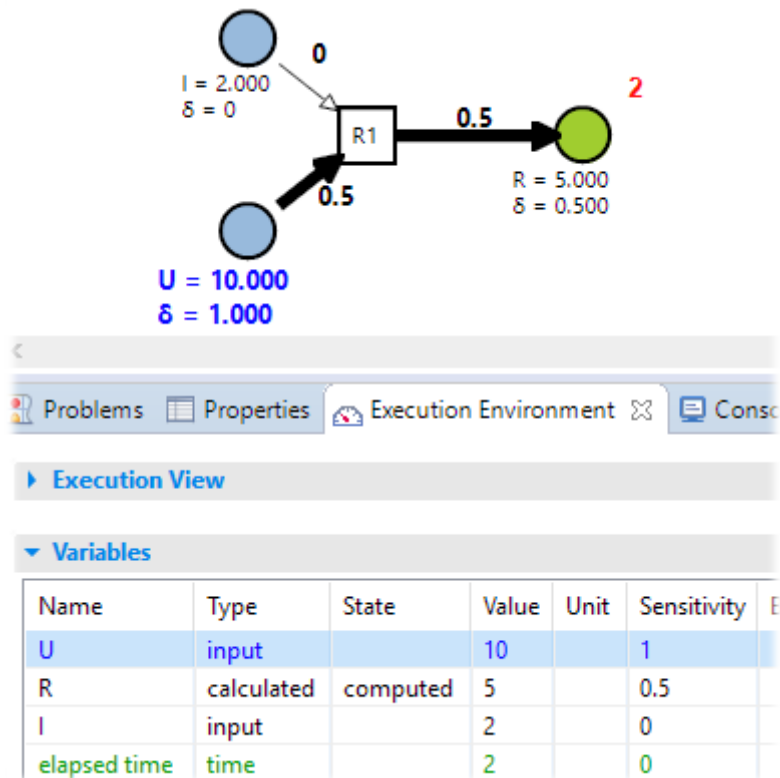 0
I = 2.000
δ = 0
2
R1
0.5
0.5
R = 5.000
δ = 0.500
U = 10.000
δ = 1.000
Problems Properties Execution Environment
Execution View
Variables
Name Type State Value Unit Sensitivity
U input 10 1
R calculated computed 5 0.5
I input 2 0
elapsed time time 2 0